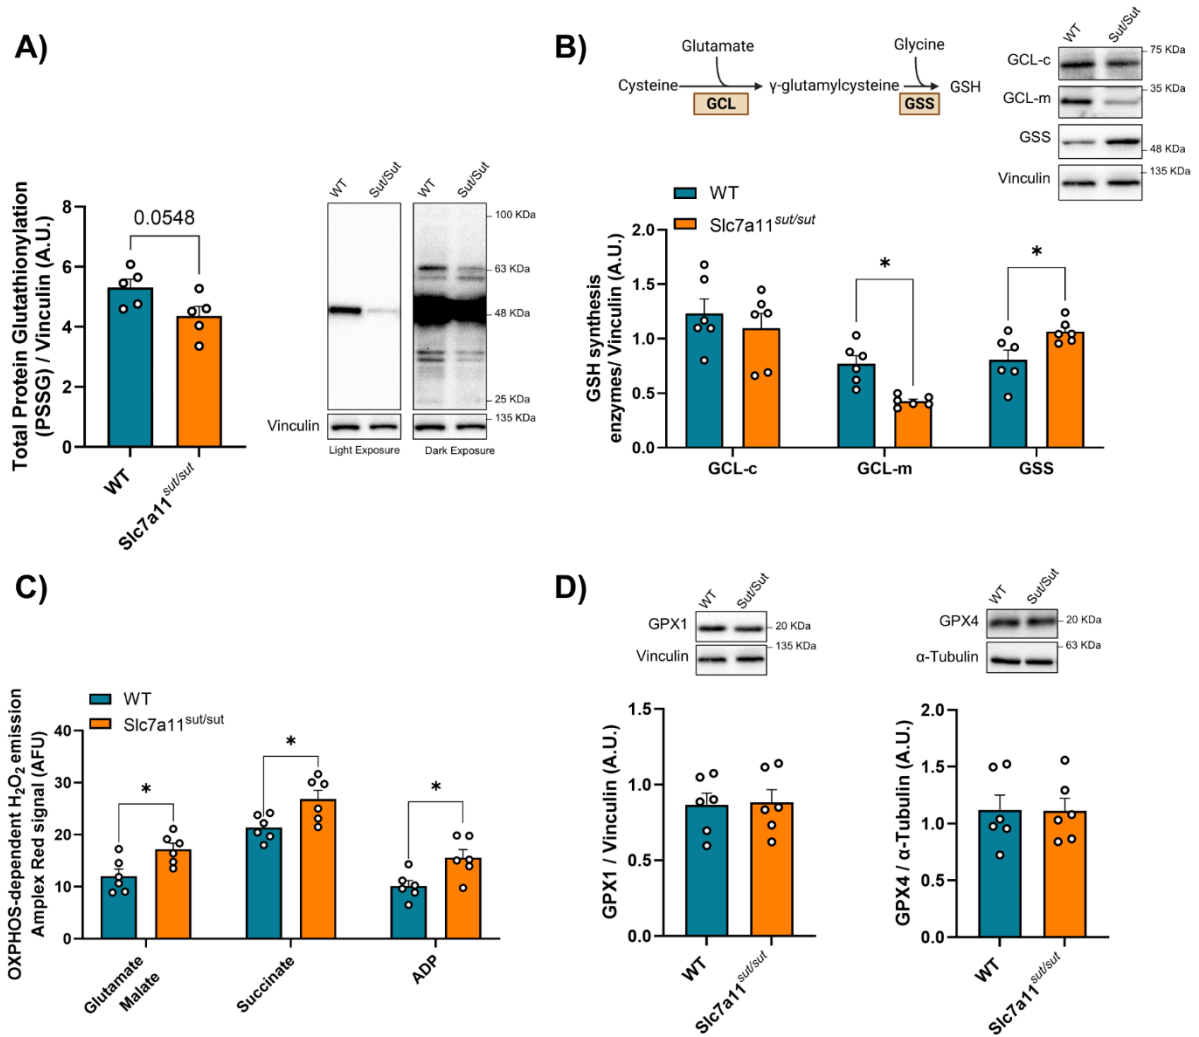 A)
Total Protein Glutathionylation
(PSSG) / Vinculin (A.U.)
8
6
4
2
0
0.0548
WT
Slc7a11sut/sut
WT
Sut/Sut
WT
Sut/Sut
100 KDa
63 KDa
48 KDa
25 KDa
135 KDa
Vinculin
Light Exposure
Dark Exposure
B)
Glutamate
Glycine
Cysteine
γ-glutamylcysteine
GSH
GCL
GSS
WT
Sut/Sut
GCL-c
75 KDa
GCL-m
35 KDa
GSS
48 KDa
Vinculin
135 KDa
WT
Slc7a11sut/sut
GSH synthesis
enzymes/ Vinculin (A.U.)
2.0
1.5
1.0
0.5
0.0
*
*
GCL-c
GCL-m
GSS
C)
WT
Slc7a11sut/sut
OXPHOS-dependent H₂O₂ emission
Amplex Red signal (AFU)
40
30
20
10
0
*
*
*
Glutamate
Malate
Succinate
ADP
D)
WT
Sut/Sut
GPX1
20 KDa
Vinculin
135 KDa
GPX1 / Vinculin (A.U.)
1.5
1.0
0.5
0.0
WT
Slc7a11sut/sut
WT
Sut/Sut
GPX4
20 KDa
α-Tubulin
63 KDa
GPX4 / α-Tubulin (A.U.)
2.0
1.5
1.0
0.5
0.0
WT
Slc7a11sut/sut